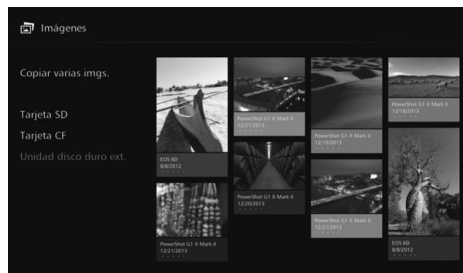 Imágenes
Copiar varias imgs.
Tarjeta SD
Tarjeta CF
Unidad disco duro ext.
EOS 6D
8/8/2012
PowerShot G1 X Mark II
12/21/2013
PowerShot G1 X Mark II
12/21/2013
PowerShot G1 X Mark II
12/20/2013
PowerShot G1 X Mark II
12/19/2013
PowerShot G1 X Mark II
12/21/2013
PowerShot G1 X Mark II
12/18/2013
EOS 6D
8/8/2012